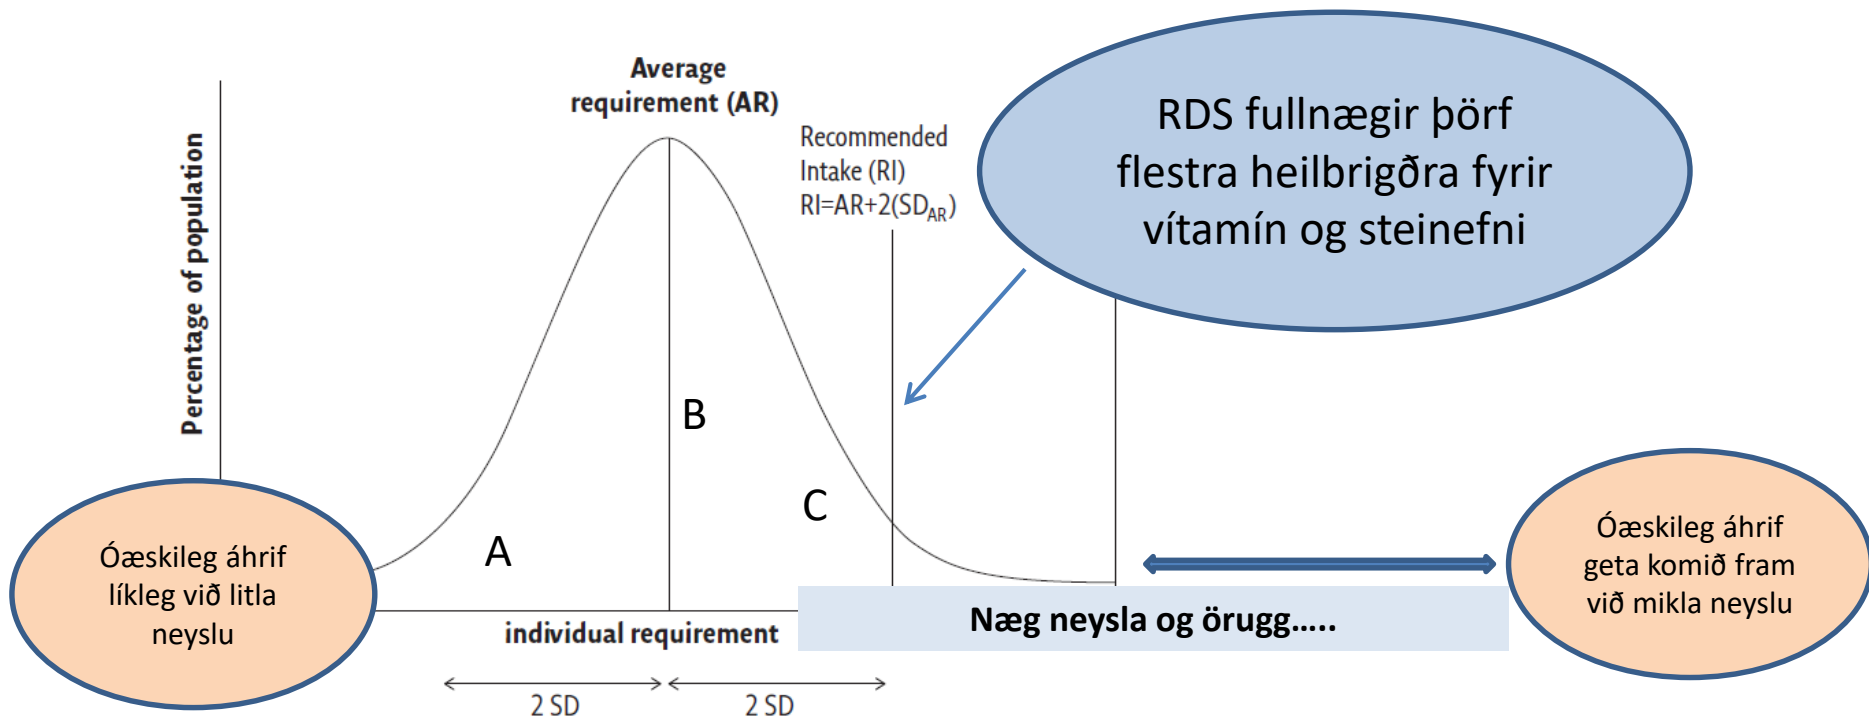 Average
requirement (AR)
Percentage of population
Recommended
Intake (RI)
RI=AR+2(SD_AR)
RDS fullnægir þörf
flestra heilbrigðra fyrir
vítamín og steinefni
A
B
C
Óæskileg áhrif
líkleg við litla
neyslu
Óæskileg áhrif
geta komið fram
við mikla neyslu
Næg neysla og örugg.....
individual requirement
2 SD
2 SD